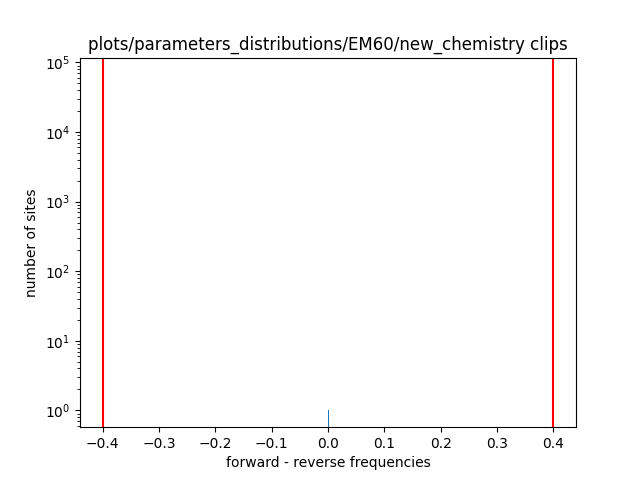 plots/parameters_distributions/EM60/new_chemistry clips
10⁵
10⁴
10³
10²
10¹
10⁰
number of sites
−0.4 −0.3 −0.2 −0.1 0.0 0.1 0.2 0.3 0.4
forward - reverse frequencies